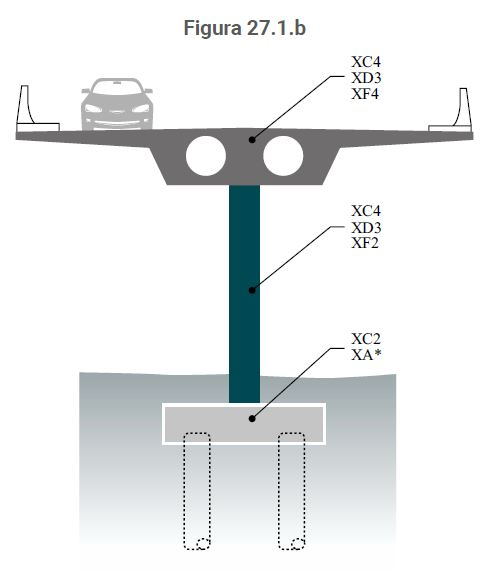 Figura 27.1.b
XC4
XD3
XF4
XC4
XD3
XF2
XC2
XA*